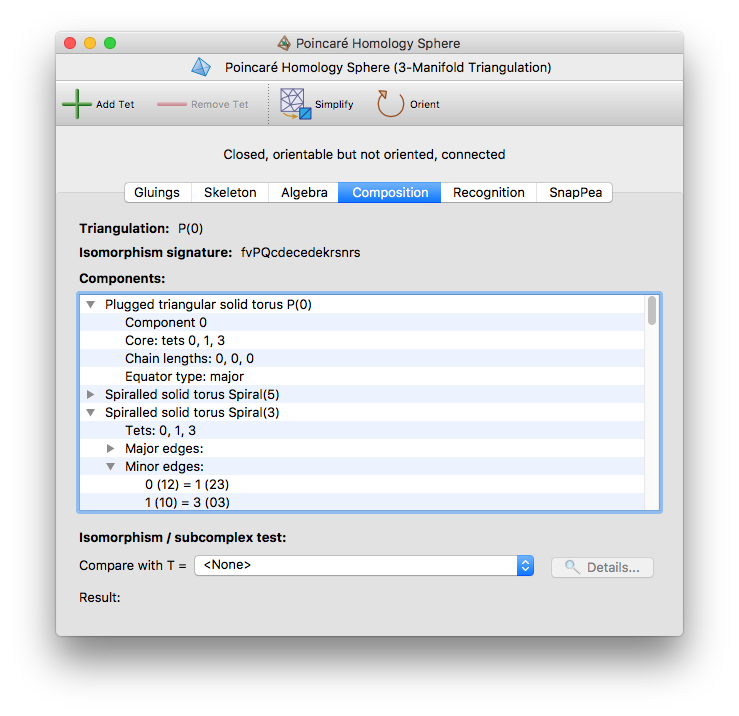 Poincaré Homology Sphere
Poincaré Homology Sphere (3-Manifold Triangulation)
Add Tet Remove Tet Simplify Orient
Closed, orientable but not oriented, connected
Gluings Skeleton Algebra Composition Recognition SnapPea
Triangulation: P(0)
Isomorphism signature: fvPQcdecedekrsnrs
Components:
Plugged triangular solid torus P(0)
Component 0
Core: tets 0, 1, 3
Chain lengths: 0, 0, 0
Equator type: major
Spiralled solid torus Spiral(5)
Spiralled solid torus Spiral(3)
Tets: 0, 1, 3
Major edges:
Minor edges:
0 (12) = 1 (23)
1 (10) = 3 (03)
Isomorphism / subcomplex test:
Compare with T = <None> Details...
Result: